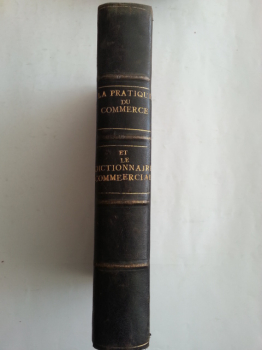 LA PRATIQUE
DU
COMMERCE
ET
LE
DICTIONNAIRE
COMMERCIAL